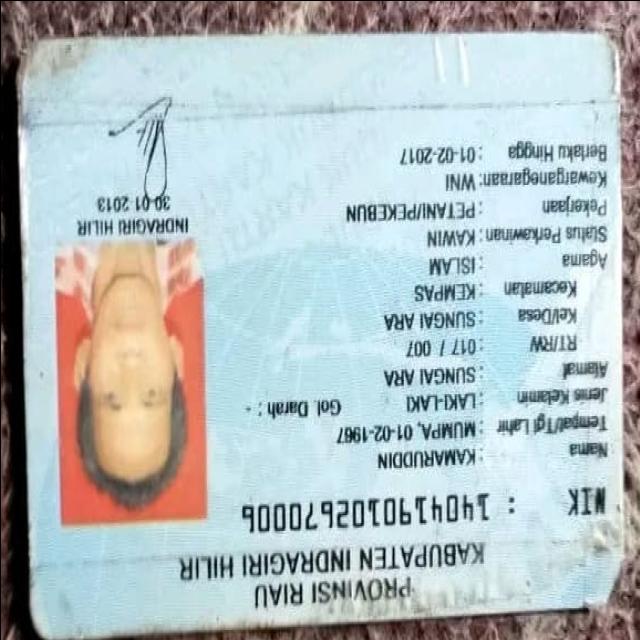 PROVINSI RIAU
KABUPATEN INDRAGIRI HILIR
NIK : 1404190102670006
Nama : KAMARUDDIN
Tempat/Tgl Lahir : MUMPA, 01-02-1967
Jenis Kelamin : LAKI-LAKI Gol. Darah : -
Alamat : SUNGAI ARA
RT/RW : 017 / 007
Kel/Desa : SUNGAI ARA
Kecamatan : KEMPAS
Agama : ISLAM
Status Perkawinan : KAWIN
Pekerjaan : PETANI/PEKEBUN
Kewarganegaraan: WNI
Berlaku Hingga : 01-02-2017
INDRAGIRI HILIR
30-01-2013